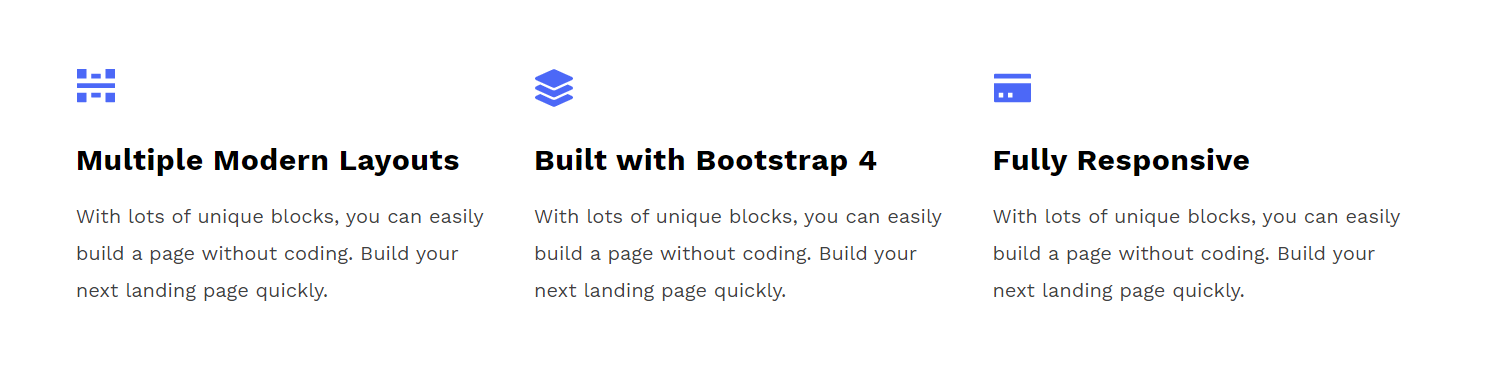 Multiple Modern Layouts
With lots of unique blocks, you can easily
build a page without coding. Build your
next landing page quickly.
Built with Bootstrap 4
With lots of unique blocks, you can easily
build a page without coding. Build your
next landing page quickly.
Fully Responsive
With lots of unique blocks, you can easily
build a page without coding. Build your
next landing page quickly.